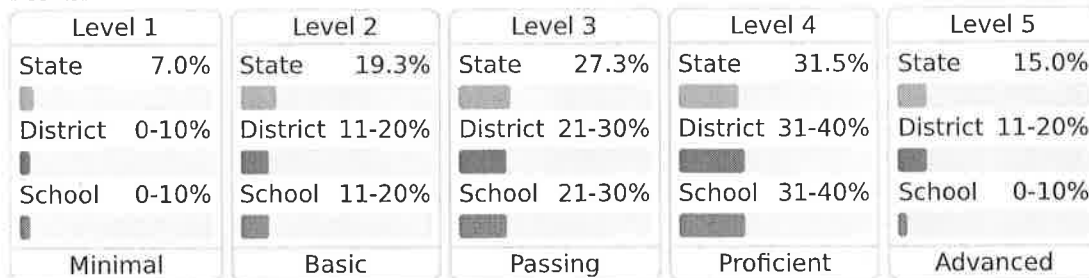 Level 1
State 7.0%
District 0-10%
School 0-10%
Minimal
Level 2
State 19.3%
District 11-20%
School 11-20%
Basic
Level 3
State 27.3%
District 21-30%
School 21-30%
Passing
Level 4
State 31.5%
District 31-40%
School 31-40%
Proficient
Level 5
State 15.0%
District 11-20%
School 0-10%
Advanced